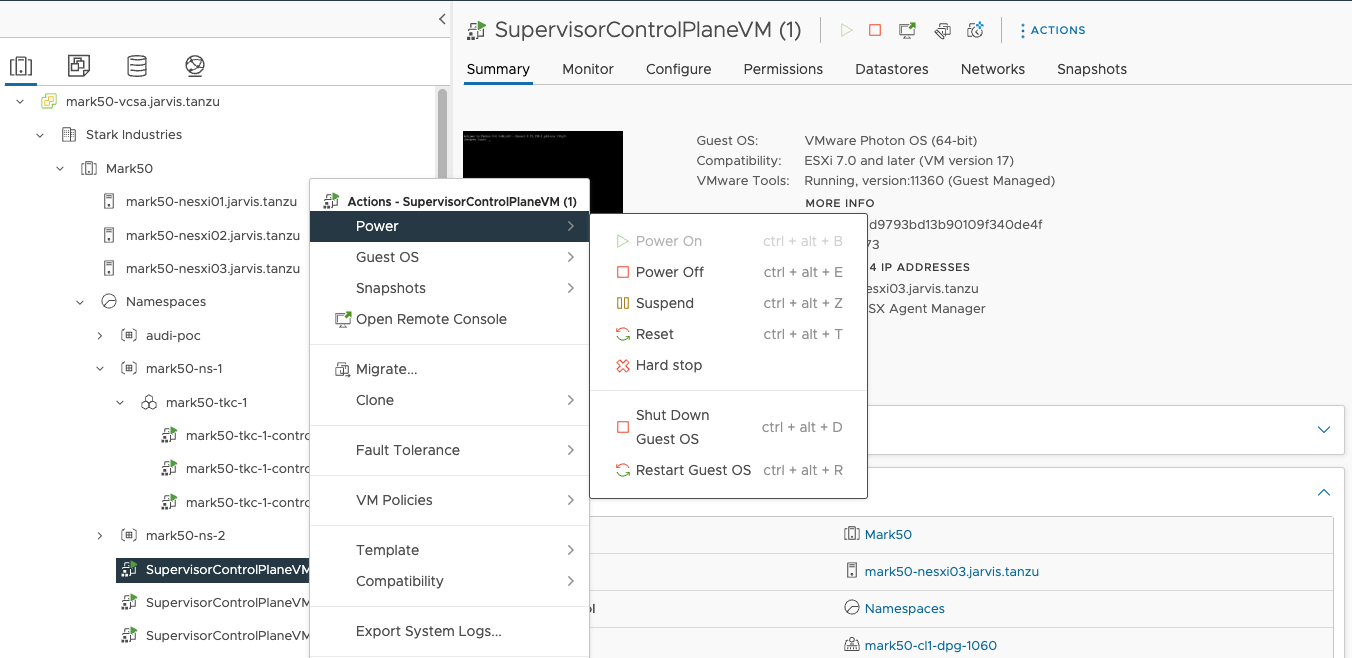 SupervisorControlPlaneVM (1)
ACTIONS
Summary
Monitor
Configure
Permissions
Datastores
Networks
Snapshots
mark50-vcsa.jarvis.tanzu
Stark Industries
Mark50
mark50-nesxi01.jarvis.tanzu
mark50-nesxi02.jarvis.tanzu
mark50-nesxi03.jarvis.tanzu
Namespaces
audi-poc
mark50-ns-1
mark50-tkc-1
mark50-tkc-1-contro
mark50-tkc-1-contro
mark50-tkc-1-contro
mark50-ns-2
SupervisorControlPlaneVM
SupervisorControlPlaneVM
SupervisorControlPlaneVM
Actions - SupervisorControlPlaneVM (1)
Power
Guest OS
Snapshots
Open Remote Console
Migrate...
Clone
Fault Tolerance
VM Policies
Template
Compatibility
Export System Logs...
Power On ctrl + alt + B
Power Off ctrl + alt + E
Suspend ctrl + alt + Z
Reset ctrl + alt + T
Hard stop
Shut Down
Guest OS ctrl + alt + D
Restart Guest OS ctrl + alt + R
Guest OS: VMware Photon OS (64-bit)
Compatibility: ESXi 7.0 and later (VM version 17)
VMware Tools: Running, version:11360 (Guest Managed)
MORE INFO
d9793bd13b90109f340de4f
73
4 IP ADDRESSES
esxi03.jarvis.tanzu
SX Agent Manager
Mark50
mark50-nesxi03.jarvis.tanzu
Namespaces
mark50-cl1-dpg-1060